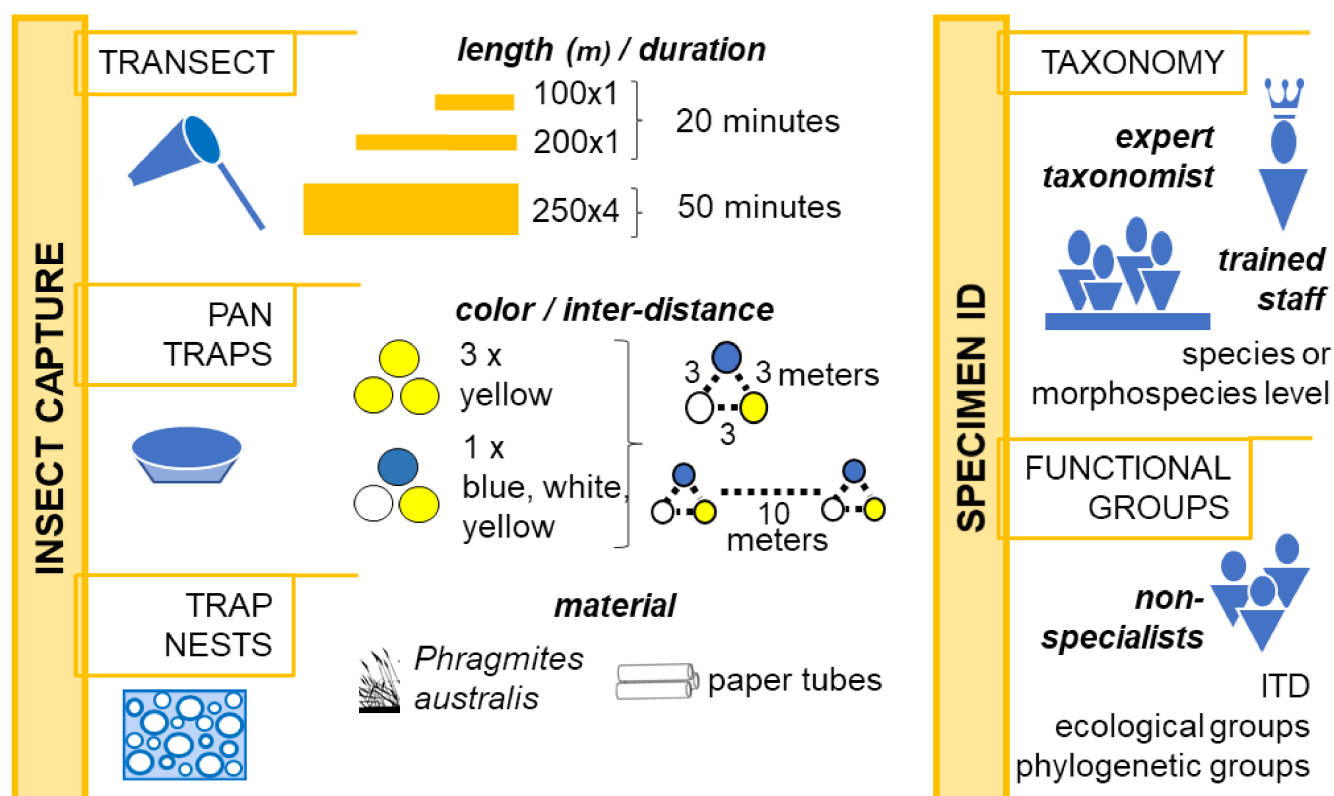 INSECT CAPTURE
TRANSECT
length (m) / duration
100x1
200x1
20 minutes
250x4
50 minutes
PAN
TRAPS
color / inter-distance
3 x
yellow
1 x
blue, white,
yellow
3
3 meters
3
10
meters
TRAP
NESTS
material
Phragmites
australis
paper tubes
SPECIMEN ID
TAXONOMY
expert
taxonomist
trained
staff
species or
morphospecies level
FUNCTIONAL
GROUPS
non-
specialists
ITD
ecological groups
phylogenetic groups